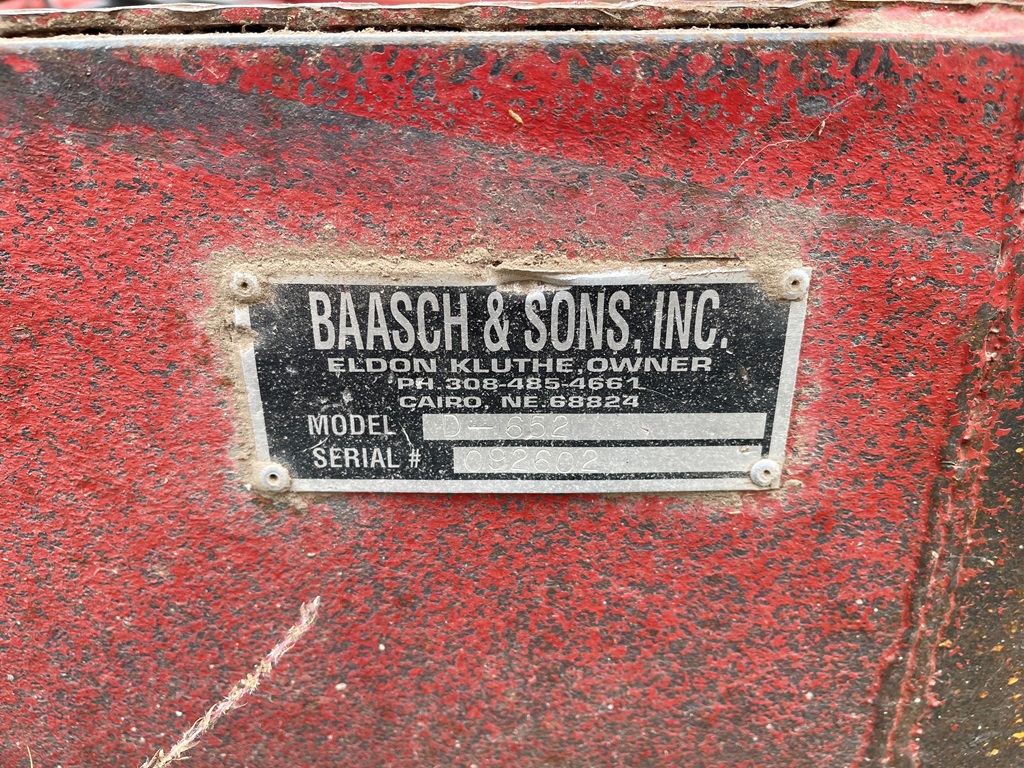 BAASCH & SONS, INC.
ELDON KLUTHE, OWNER
PH. 308-485-4661
CAIRO, NE 68824
MODEL D-652
SERIAL # 092602